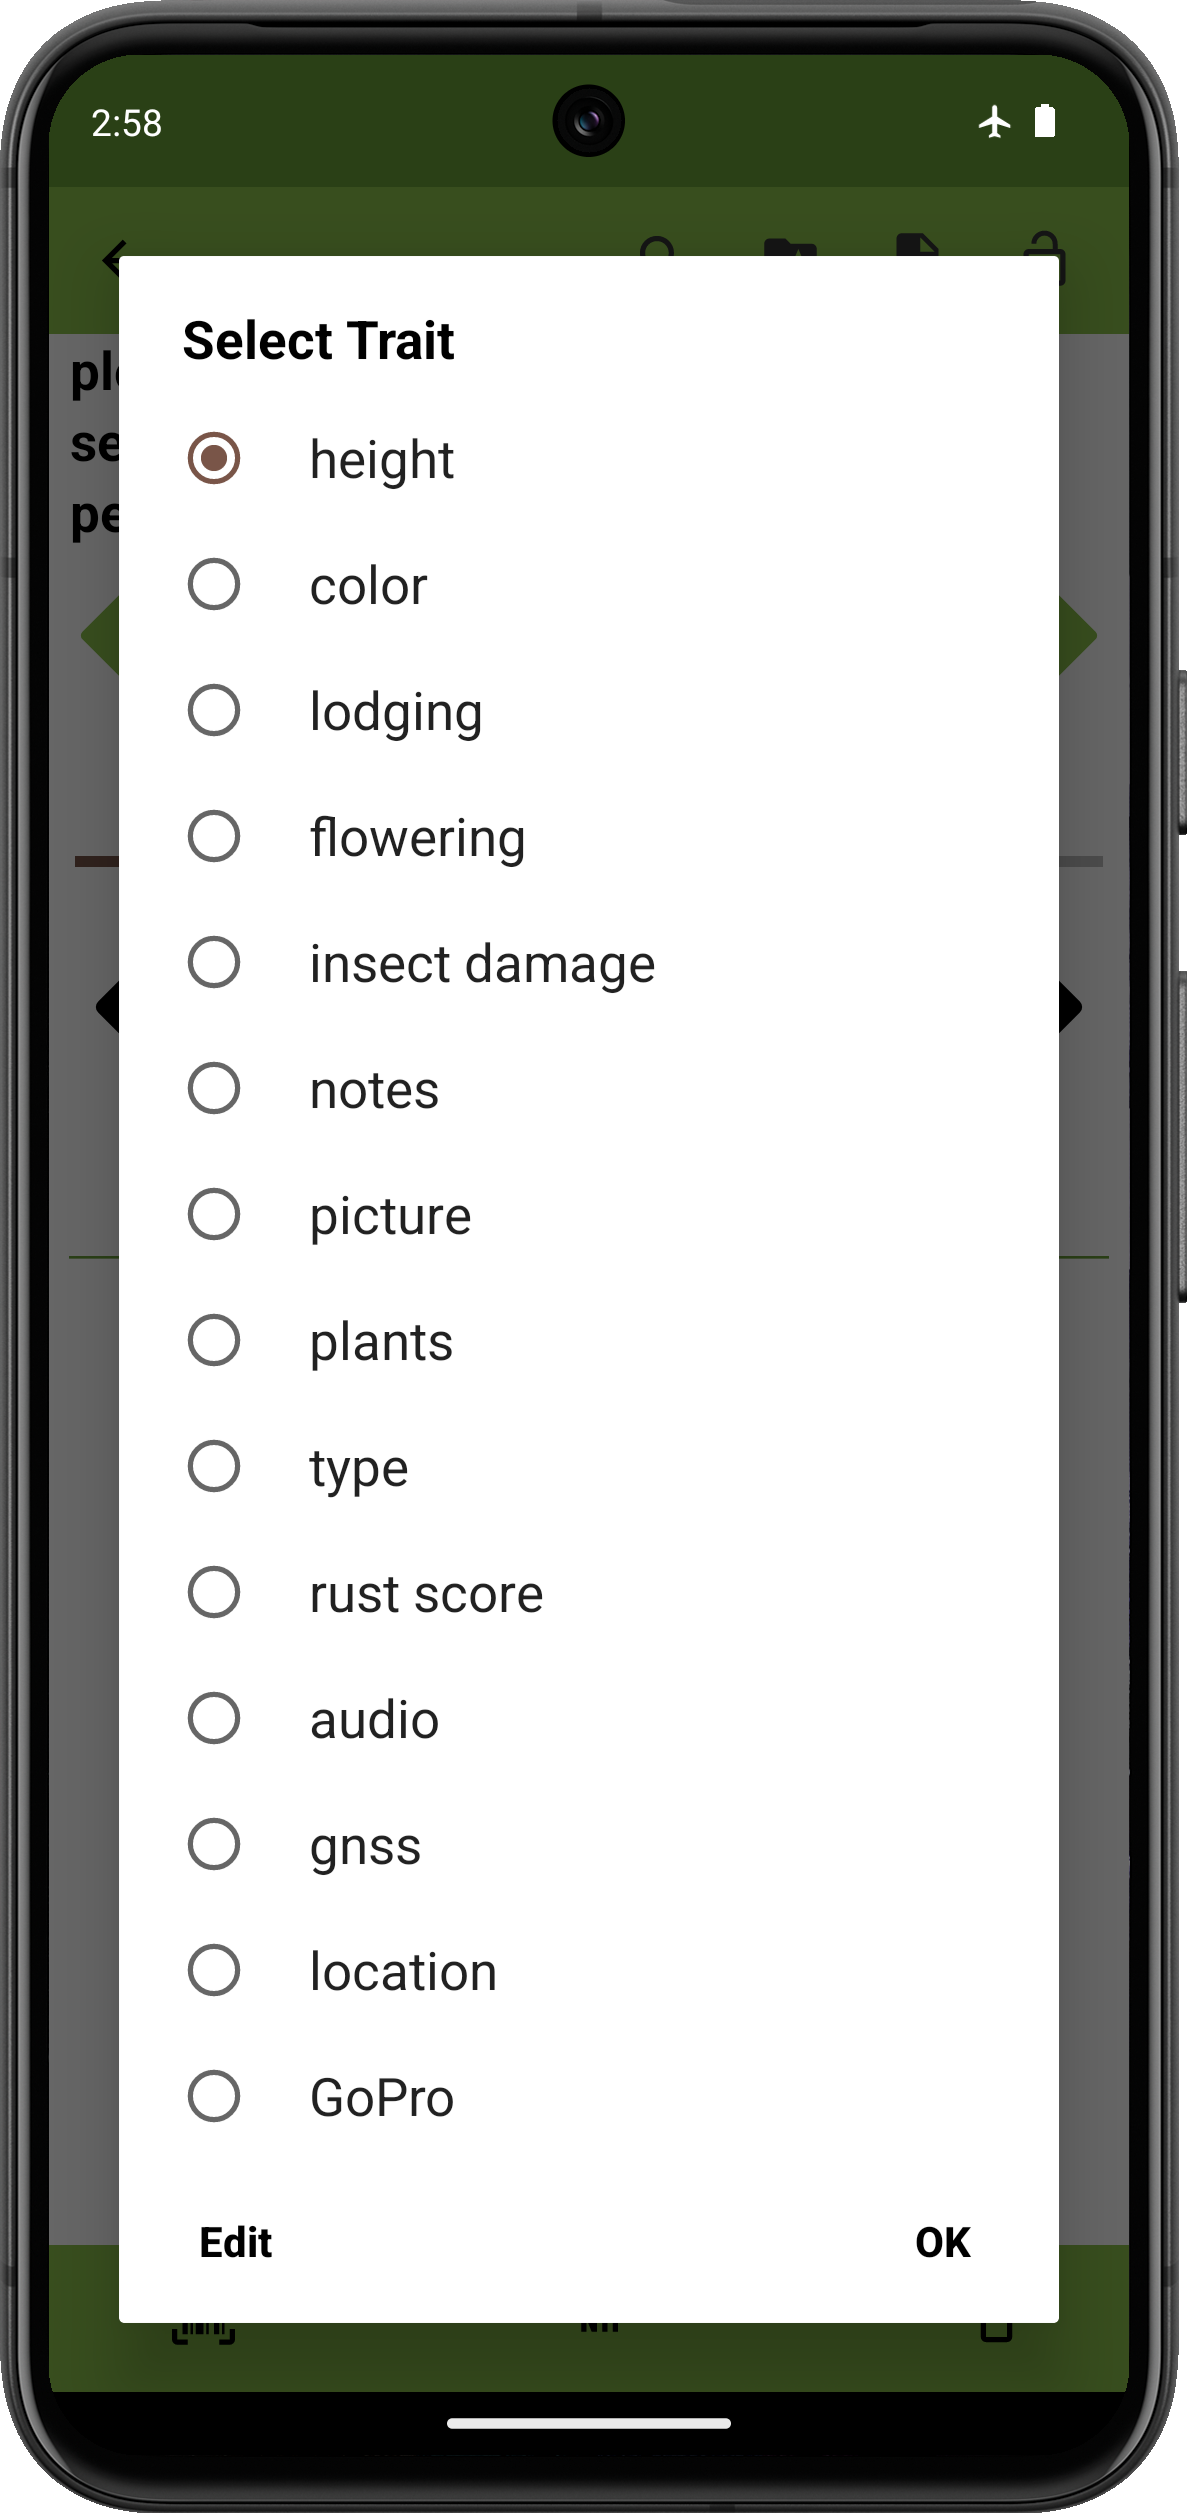 2:58
Select Trait
height
color
lodging
flowering
insect damage
notes
picture
plants
type
rust score
audio
gnss
location
GoPro
Edit
OK